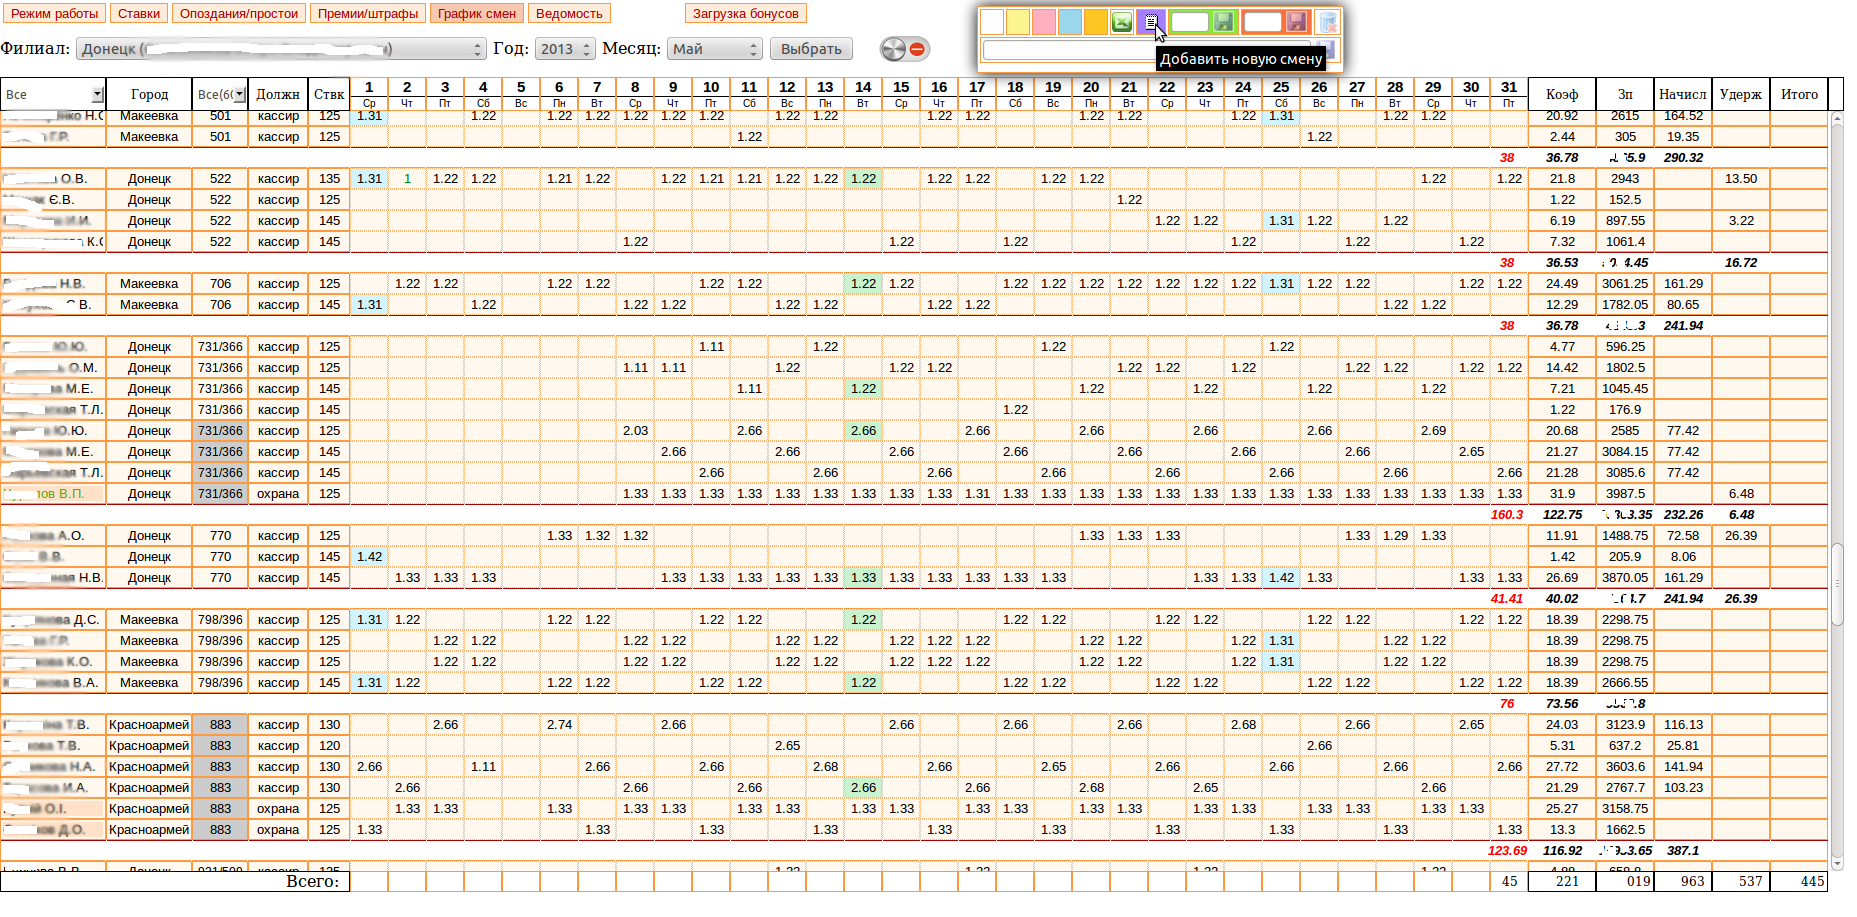 Режим работы Ставки Опоздания/простои Премии/штрафы График смен Ведомость Загрузка бонусов
Филиал: Донецк ( ) Год: 2013 Месяц: Май Выбрать
Добавить новую смену
Все Город Все(6 Должн Ствк 1 2 3 4 5 6 7 8 9 10 11 12 13 14 15 16 17 18 19 20 21 22 23 24 25 26 27 28 29 30 31 Коэф Зп Начисл Удерж Итого
Ср Чт Пт Сб Вс Пн Вт Ср Чт Пт Сб Вс Пн Вт Ср Чт Пт Сб Вс Пн Вт Ср Чт Пт Сб Вс Пн Вт Ср Чт Пт
Макеевка 501 кассир 125 1.31 1.22 1.22 1.22 1.22 1.22 1.22 1.22 1.22 1.22 1.22 1.22 1.22 1.22 1.31 1.22 1.22 20.92 2615 164.52
Г.Р. Макеевка 501 кассир 125 1.22 1.22 2.44 305 19.35
38 36.78 5.9 290.32
О.В. Донецк 522 кассир 135 1.31 1 1.22 1.22 1.21 1.22 1.22 1.21 1.21 1.22 1.22 1.22 1.22 1.22 1.22 1.22 1.22 1.22 21.8 2943 13.50
Є.В. Донецк 522 кассир 125 1.22 1.22 152.5
И.И. Донецк 522 кассир 145 1.22 1.22 1.31 1.22 1.22 6.19 897.55 3.22
Донецк 522 кассир 145 1.22 1.22 1.22 1.22 1.22 1.22 7.32 1061.4
38 36.53 4.45 16.72
Н.В. Макеевка 706 кассир 125 1.22 1.22 1.22 1.22 1.22 1.22 1.22 1.22 1.22 1.22 1.22 1.22 1.22 1.22 1.31 1.22 1.22 1.22 1.22 24.49 3061.25 161.29
В. Макеевка 706 кассир 145 1.31 1.22 1.22 1.22 1.22 1.22 1.22 1.22 1.22 1.22 12.29 1782.05 80.65
38 36.78 241.94
Ю.Ю. Донецк 731/366 кассир 125 1.11 1.22 1.22 1.22 4.77 596.25
О.М. Донецк 731/366 кассир 125 1.11 1.11 1.22 1.22 1.22 1.22 1.22 1.22 1.22 1.22 1.22 1.22 14.42 1802.5
М.Е. Донецк 731/366 кассир 145 1.11 1.22 1.22 1.22 1.22 1.22 7.21 1045.45
Т.Л. Донецк 731/366 кассир 145 1.22 1.22 176.9
Ю.Ю. Донецк 731/366 кассир 125 2.03 2.66 2.66 2.66 2.66 2.66 2.66 2.69 20.68 2585 77.42
М.Е. Донецк 731/366 кассир 145 2.66 2.66 2.66 2.66 2.66 2.66 2.66 2.65 21.27 3084.15 77.42
Т.Л. Донецк 731/366 кассир 145 2.66 2.66 2.66 2.66 2.66 2.66 2.66 2.66 21.28 3085.6 77.42
В.П. Донецк 731/366 охрана 125 1.33 1.33 1.33 1.33 1.33 1.33 1.33 1.33 1.33 1.31 1.33 1.33 1.33 1.33 1.33 1.33 1.33 1.33 1.33 1.33 1.33 1.33 1.33 1.33 31.9 3987.5 6.48
160.3 122.75 3.35 232.26 6.48
А.О. Донецк 770 кассир 125 1.33 1.32 1.32 1.33 1.33 1.33 1.33 1.29 1.33 11.91 1488.75 72.58 26.39
В.В. Донецк 770 кассир 145 1.42 1.42 205.9 8.06
Н.В. Донецк 770 кассир 145 1.33 1.33 1.33 1.33 1.33 1.33 1.33 1.33 1.33 1.33 1.33 1.33 1.33 1.33 1.33 1.33 1.42 1.33 1.33 1.33 26.69 3870.05 161.29
41.41 40.02 4.7 241.94 26.39
Д.С. Макеевка 798/396 кассир 125 1.31 1.22 1.22 1.22 1.22 1.22 1.22 1.22 1.22 1.22 1.22 1.22 1.22 1.22 1.22 18.39 2298.75
Г.Р. Макеевка 798/396 кассир 125 1.22 1.22 1.22 1.22 1.22 1.22 1.22 1.22 1.22 1.22 1.22 1.22 1.31 1.22 1.22 18.39 2298.75
К.О. Макеевка 798/396 кассир 125 1.22 1.22 1.22 1.22 1.22 1.22 1.22 1.22 1.22 1.22 1.22 1.22 1.31 1.22 1.22 18.39 2298.75
В.А. Макеевка 798/396 кассир 145 1.31 1.22 1.22 1.22 1.22 1.22 1.22 1.22 1.22 1.22 1.22 1.22 1.22 1.22 1.22 18.39 2666.55
76 73.56 .8
Т.В. Красноармей 883 кассир 130 2.66 2.74 2.66 2.66 2.66 2.66 2.68 2.66 2.65 24.03 3123.9 116.13
Т.В. Красноармей 883 кассир 120 2.65 2.66 5.31 637.2 25.81
Н.А. Красноармей 883 кассир 130 2.66 1.11 2.66 2.66 2.68 2.66 2.65 2.66 2.66 2.66 2.66 27.72 3603.6 141.94
И.А. Красноармей 883 кассир 130 2.66 2.66 2.66 2.66 2.66 2.68 2.65 2.66 21.29 2767.7 103.23
О.І. Красноармей 883 охрана 125 1.33 1.33 1.33 1.33 1.33 1.33 1.33 1.33 1.33 1.33 1.33 1.33 1.33 1.33 1.33 1.33 1.33 1.33 1.33 25.27 3158.75
Д.О. Красноармей 883 охрана 125 1.33 1.33 1.33 1.33 1.33 1.33 1.33 1.33 1.33 1.33 13.3 1662.5
123.69 116.92 3.65 387.1
Всего: 45 221 019 963 537 445